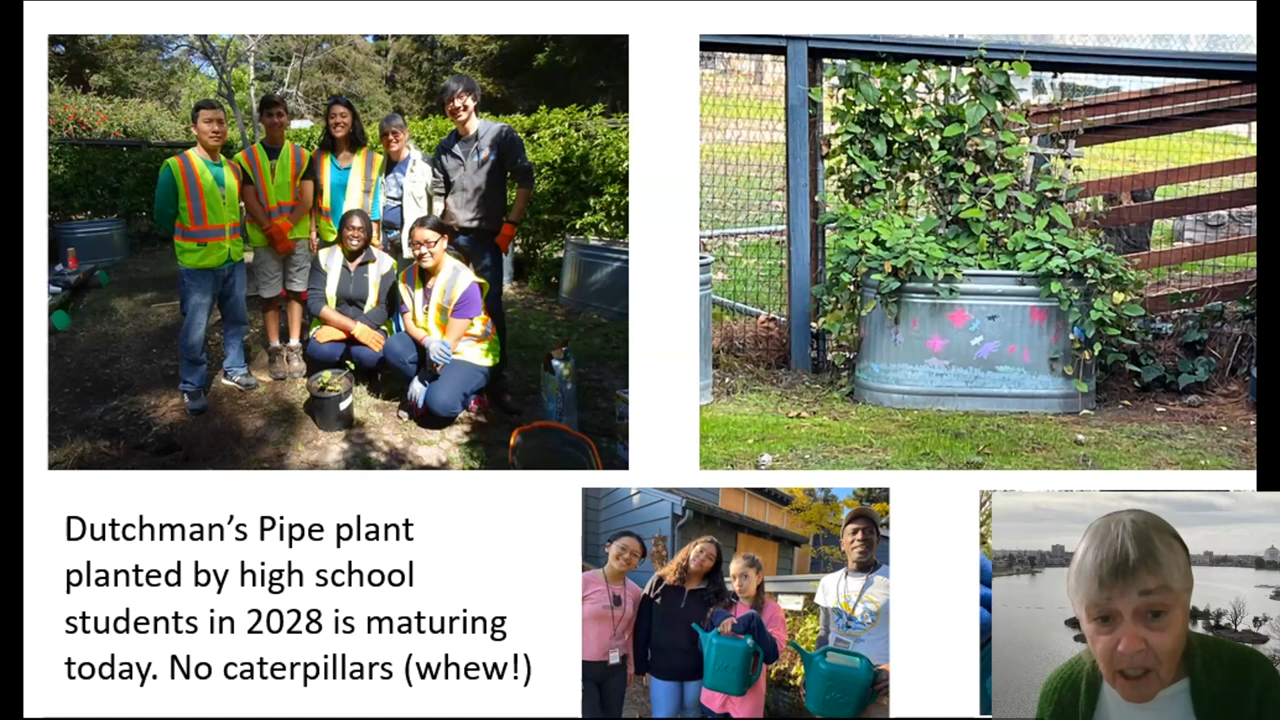 Dutchman’s Pipe plant
planted by high school
students in 2028 is maturing
today. No caterpillars (whew!)